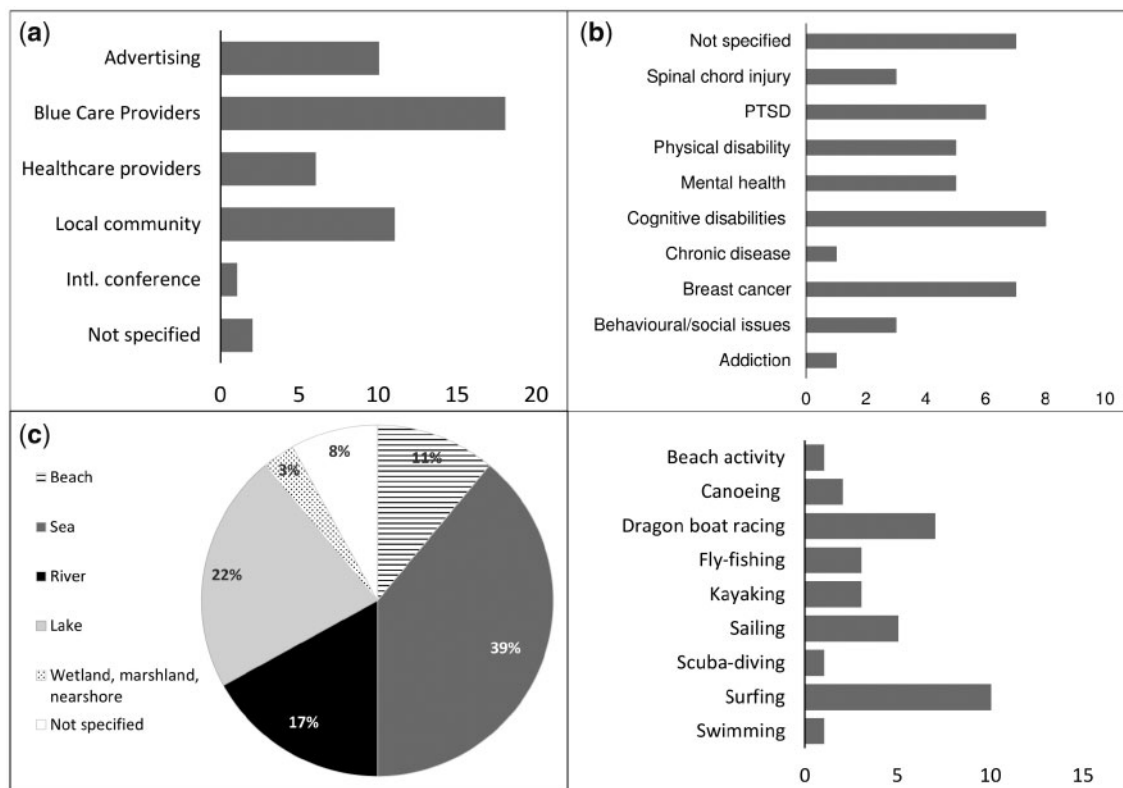 (a)
Advertising
Blue Care Providers
Healthcare providers
Local community
Intl. conference
Not specified
0 5 10 15 20
(b)
Not specified
Spinal chord injury
PTSD
Physical disability
Mental health
Cognitive disabilities
Chronic disease
Breast cancer
Behavioural/social issues
Addiction
0 2 4 6 8 10
(c)
Beach
Sea
River
Lake
Wetland, marshland,
nearshore
Not specified
8%
11%
3%
22%
39%
17%
Beach activity
Canoeing
Dragon boat racing
Fly-fishing
Kayaking
Sailing
Scuba-diving
Surfing
Swimming
0 5 10 15